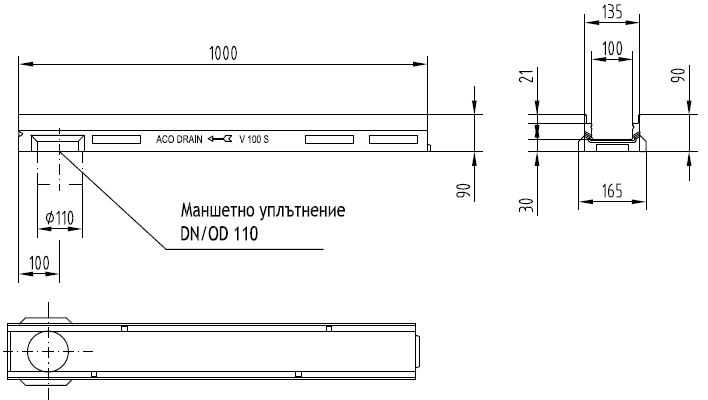 1000
135
100
21
90
ACO DRAIN V 100 S
90
30
165
Маншетно уплътнение
DN/OD 110
φ110
100